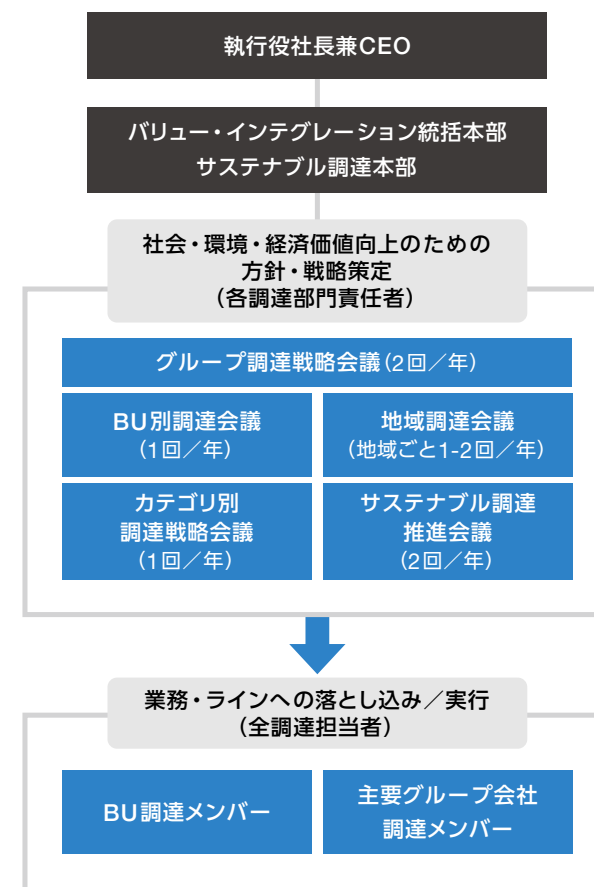 執行役社長兼CEO
バリュー・インテグレーション統括本部
サステナブル調達本部
社会・環境・経済価値向上のための
方針・戦略策定
（各調達部門責任者）
グループ調達戦略会議（2回／年）
BU別調達会議
（1回／年）
地域調達会議
（地域ごと1-2回／年）
カテゴリ別
調達戦略会議
（1回／年）
サステナブル調達
推進会議
（2回／年）
業務・ラインへの落とし込み／実行
（全調達担当者）
BU調達メンバー
主要グループ会社
調達メンバー